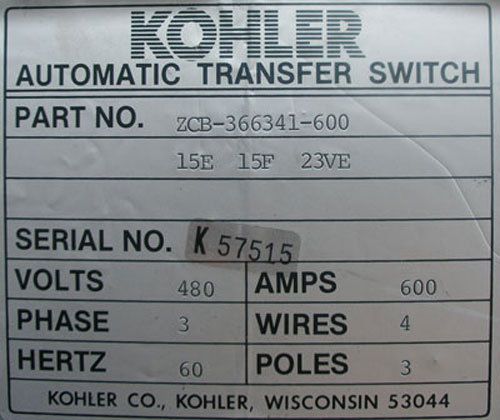 KOHLER
AUTOMATIC TRANSFER SWITCH
PART NO. ZCB-366341-600
15E 15F 23VE
SERIAL NO. K 57515
VOLTS 480 AMPS 600
PHASE 3 WIRES 4
HERTZ 60 POLES 3
KOHLER CO., KOHLER, WISCONSIN 53044